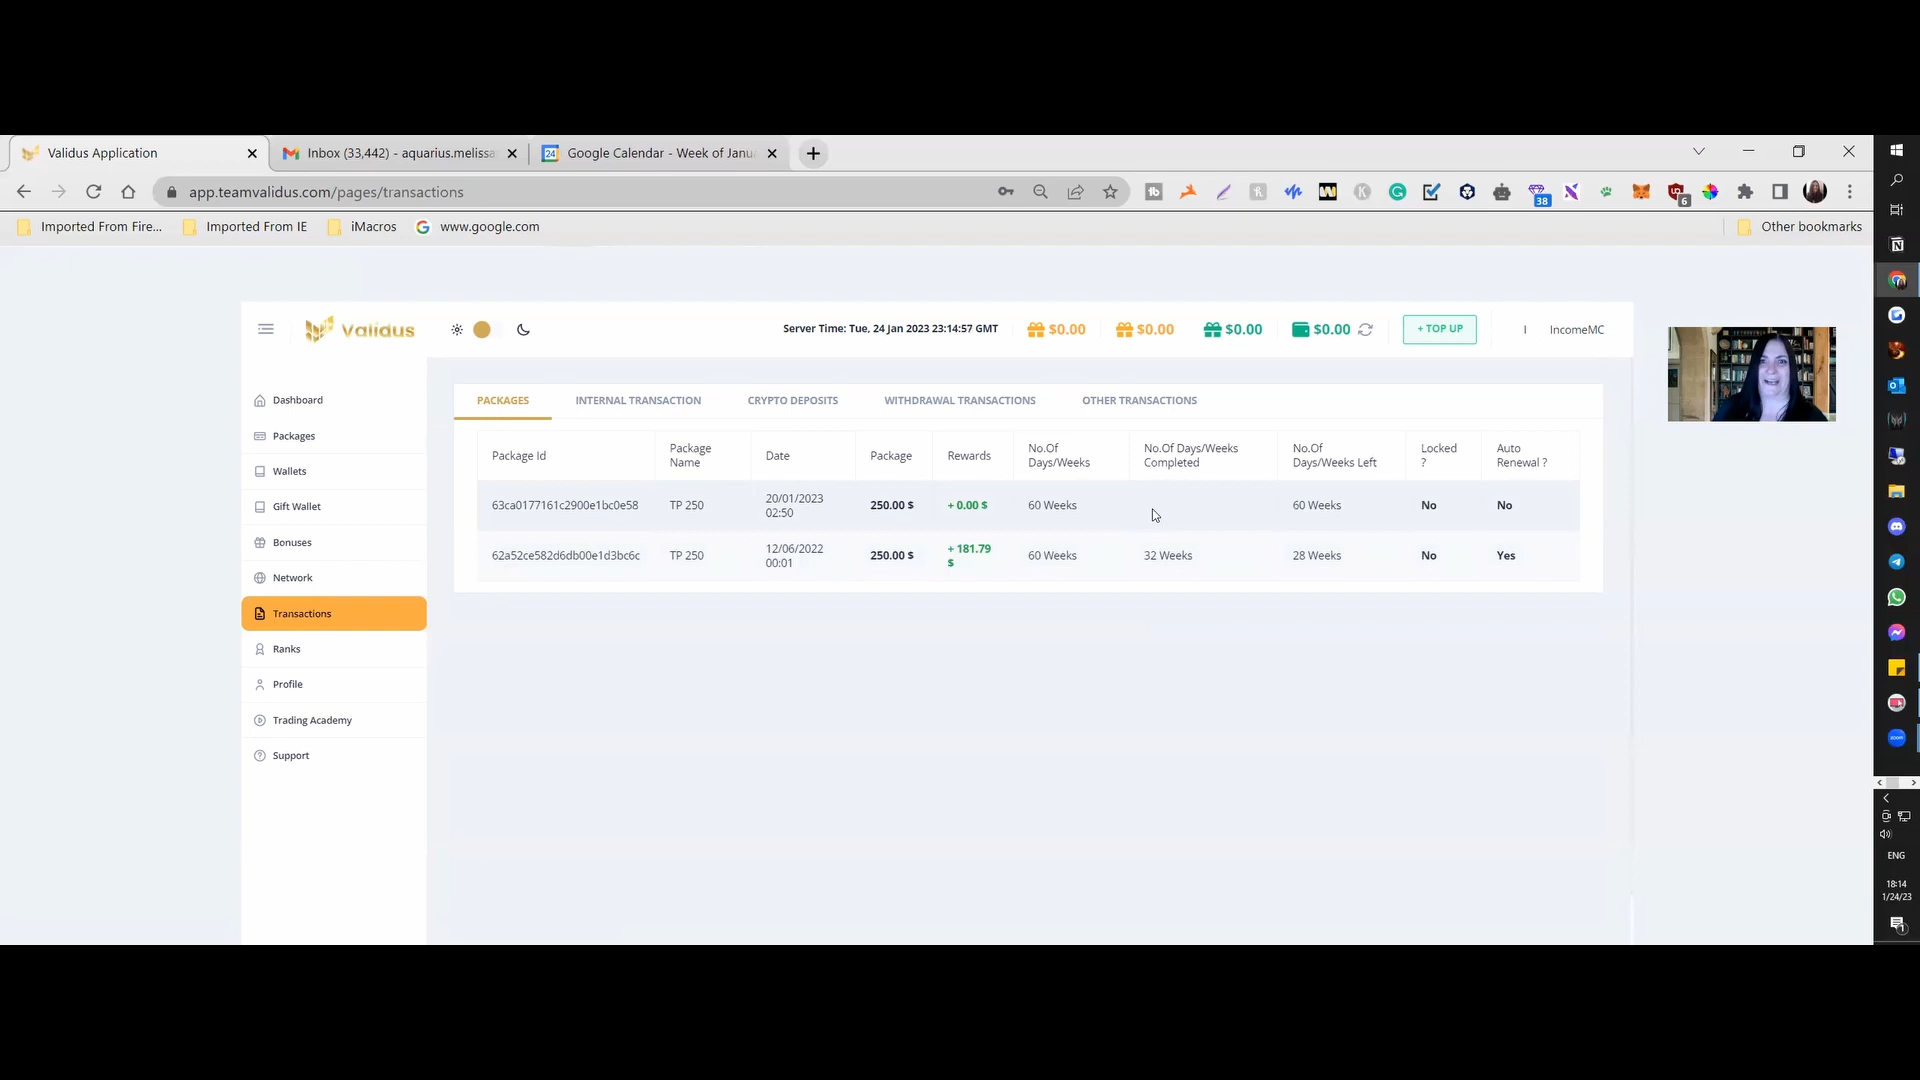 Validus Application
Inbox (33,442) - aquarius.melissa
Google Calendar - Week of Janu
app.teamvalidus.com/pages/transactions
38
6
Imported From Fire...
Imported From IE
iMacros
www.google.com
Other bookmarks
Validus
Server Time: Tue, 24 Jan 2023 23:14:57 GMT
$0.00
$0.00
$0.00
$0.00
+ TOP UP
I
IncomeMC
Dashboard
Packages
Wallets
Gift Wallet
Bonuses
Network
Transactions
Ranks
Profile
Trading Academy
Support
PACKAGES
INTERNAL TRANSACTION
CRYPTO DEPOSITS
WITHDRAWAL TRANSACTIONS
OTHER TRANSACTIONS
Package Id
Package
Name
Date
Package
Rewards
No.Of
Days/Weeks
No.Of Days/Weeks
Completed
No.Of
Days/Weeks Left
Locked
?
Auto
Renewal ?
63ca0177161c2900e1bc0e58
TP 250
20/01/2023
02:50
250.00 $
+ 0.00 $
60 Weeks
60 Weeks
No
No
62a52ce582d6db00e1d3bc6c
TP 250
12/06/2022
00:01
250.00 $
+ 181.79
$
60 Weeks
32 Weeks
28 Weeks
No
Yes
ENG
18:14
1/24/23